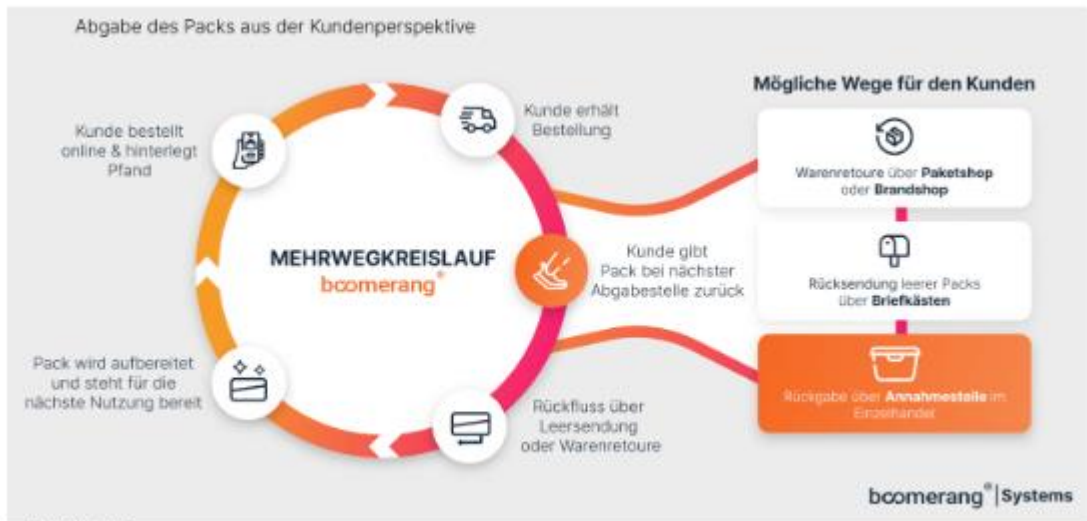 Abgabe des Packs aus der Kundenperspektive
Kunde bestellt
online & hinterlegt
Pfand
Kunde erhält
Bestellung
MEHRWEGKREISLAUF
boomerang®
Kunde gibt
Pack bei nächster
Abgabestelle zurück
Pack wird aufbereitet
und steht für die
nächste Nutzung bereit
Rückfluss über
Leersendung
oder Warenretoure
Mögliche Wege für den Kunden
Warenretoure über Paketshop
oder Brandshop
Rücksendung leerer Packs
über Briefkästen
Rückgabe über Annahmestelle im
Einzelhandel
boomerang®|Systems